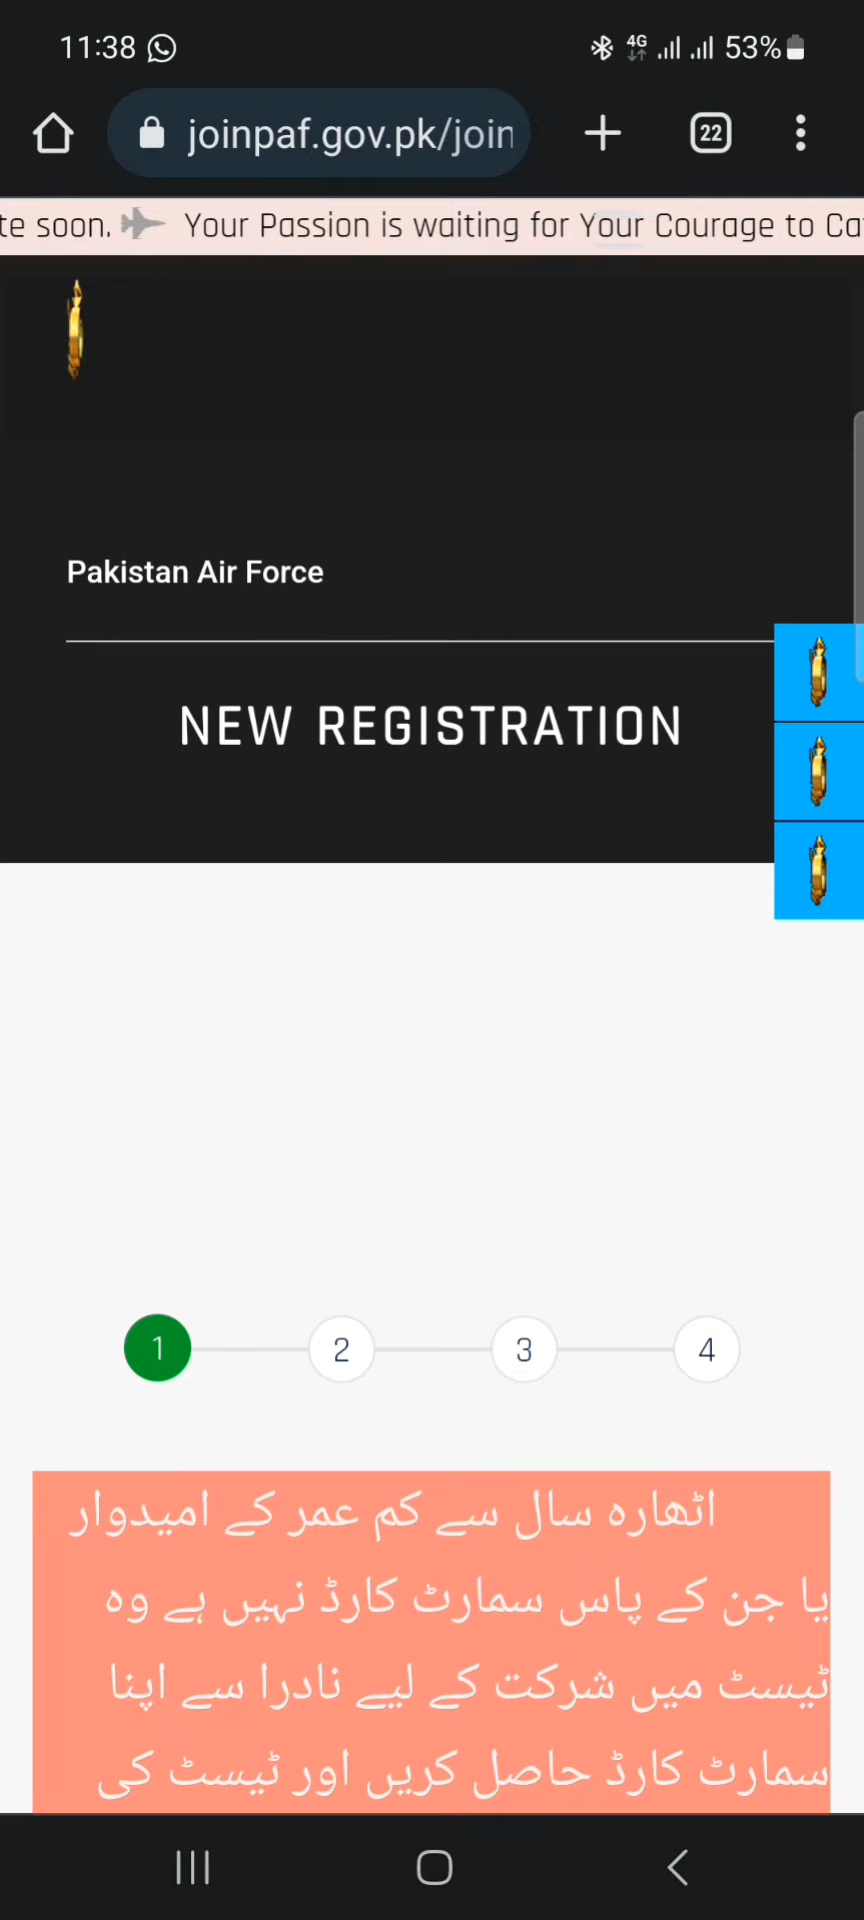 11:38
4G 53%
joinpaf.gov.pk/join
22
te soon. Your Passion is waiting for Your Courage to Ca
Pakistan Air Force
NEW REGISTRATION
1 2 3 4
اٹھارہ سال سے کم عمر کے امیدوار
یا جن کے پاس سمارٹ کارڈ نہیں ہے وہ
ٹیسٹ میں شرکت کے لیے نادرا سے اپنا
سمارٹ کارڈ حاصل کریں اور ٹیسٹ کی